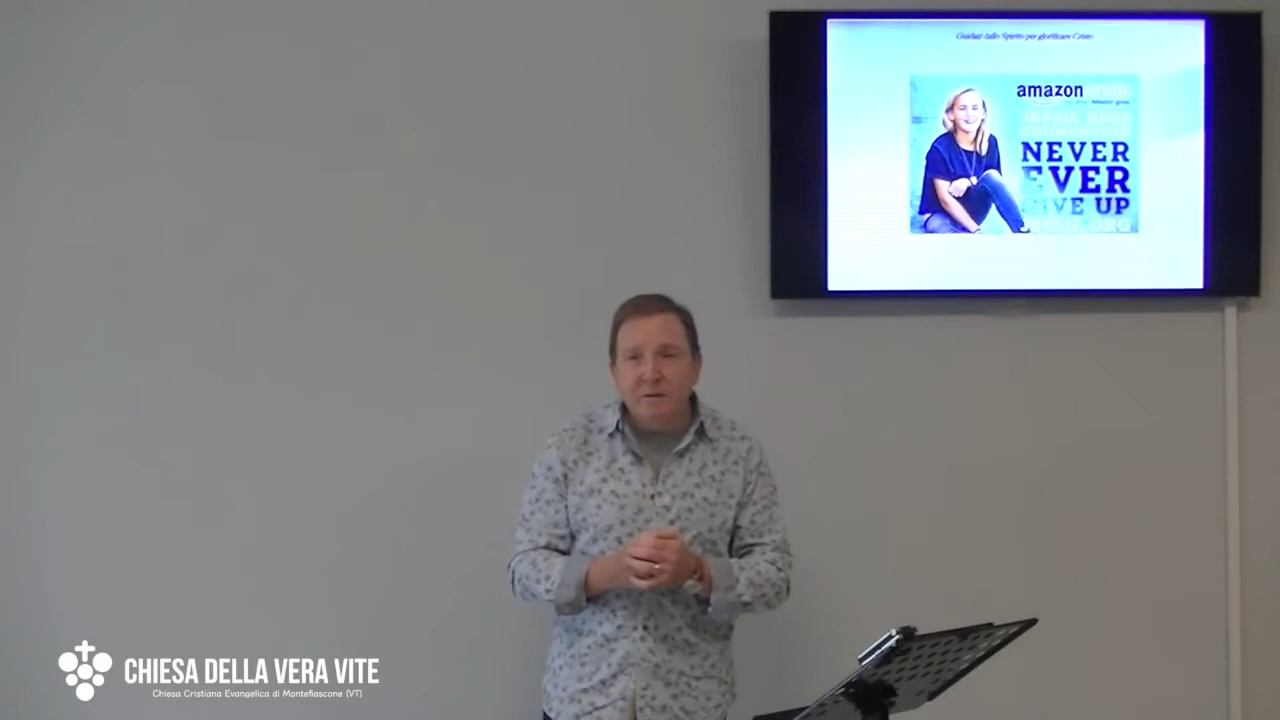 Guidati dallo Spirito per glorificare Cristo
amazon
NEVER
EVER
GIVE UP
CHIESA DELLA VERA VITE
Chiesa Cristiana Evangelica di Montefiascone (VT)